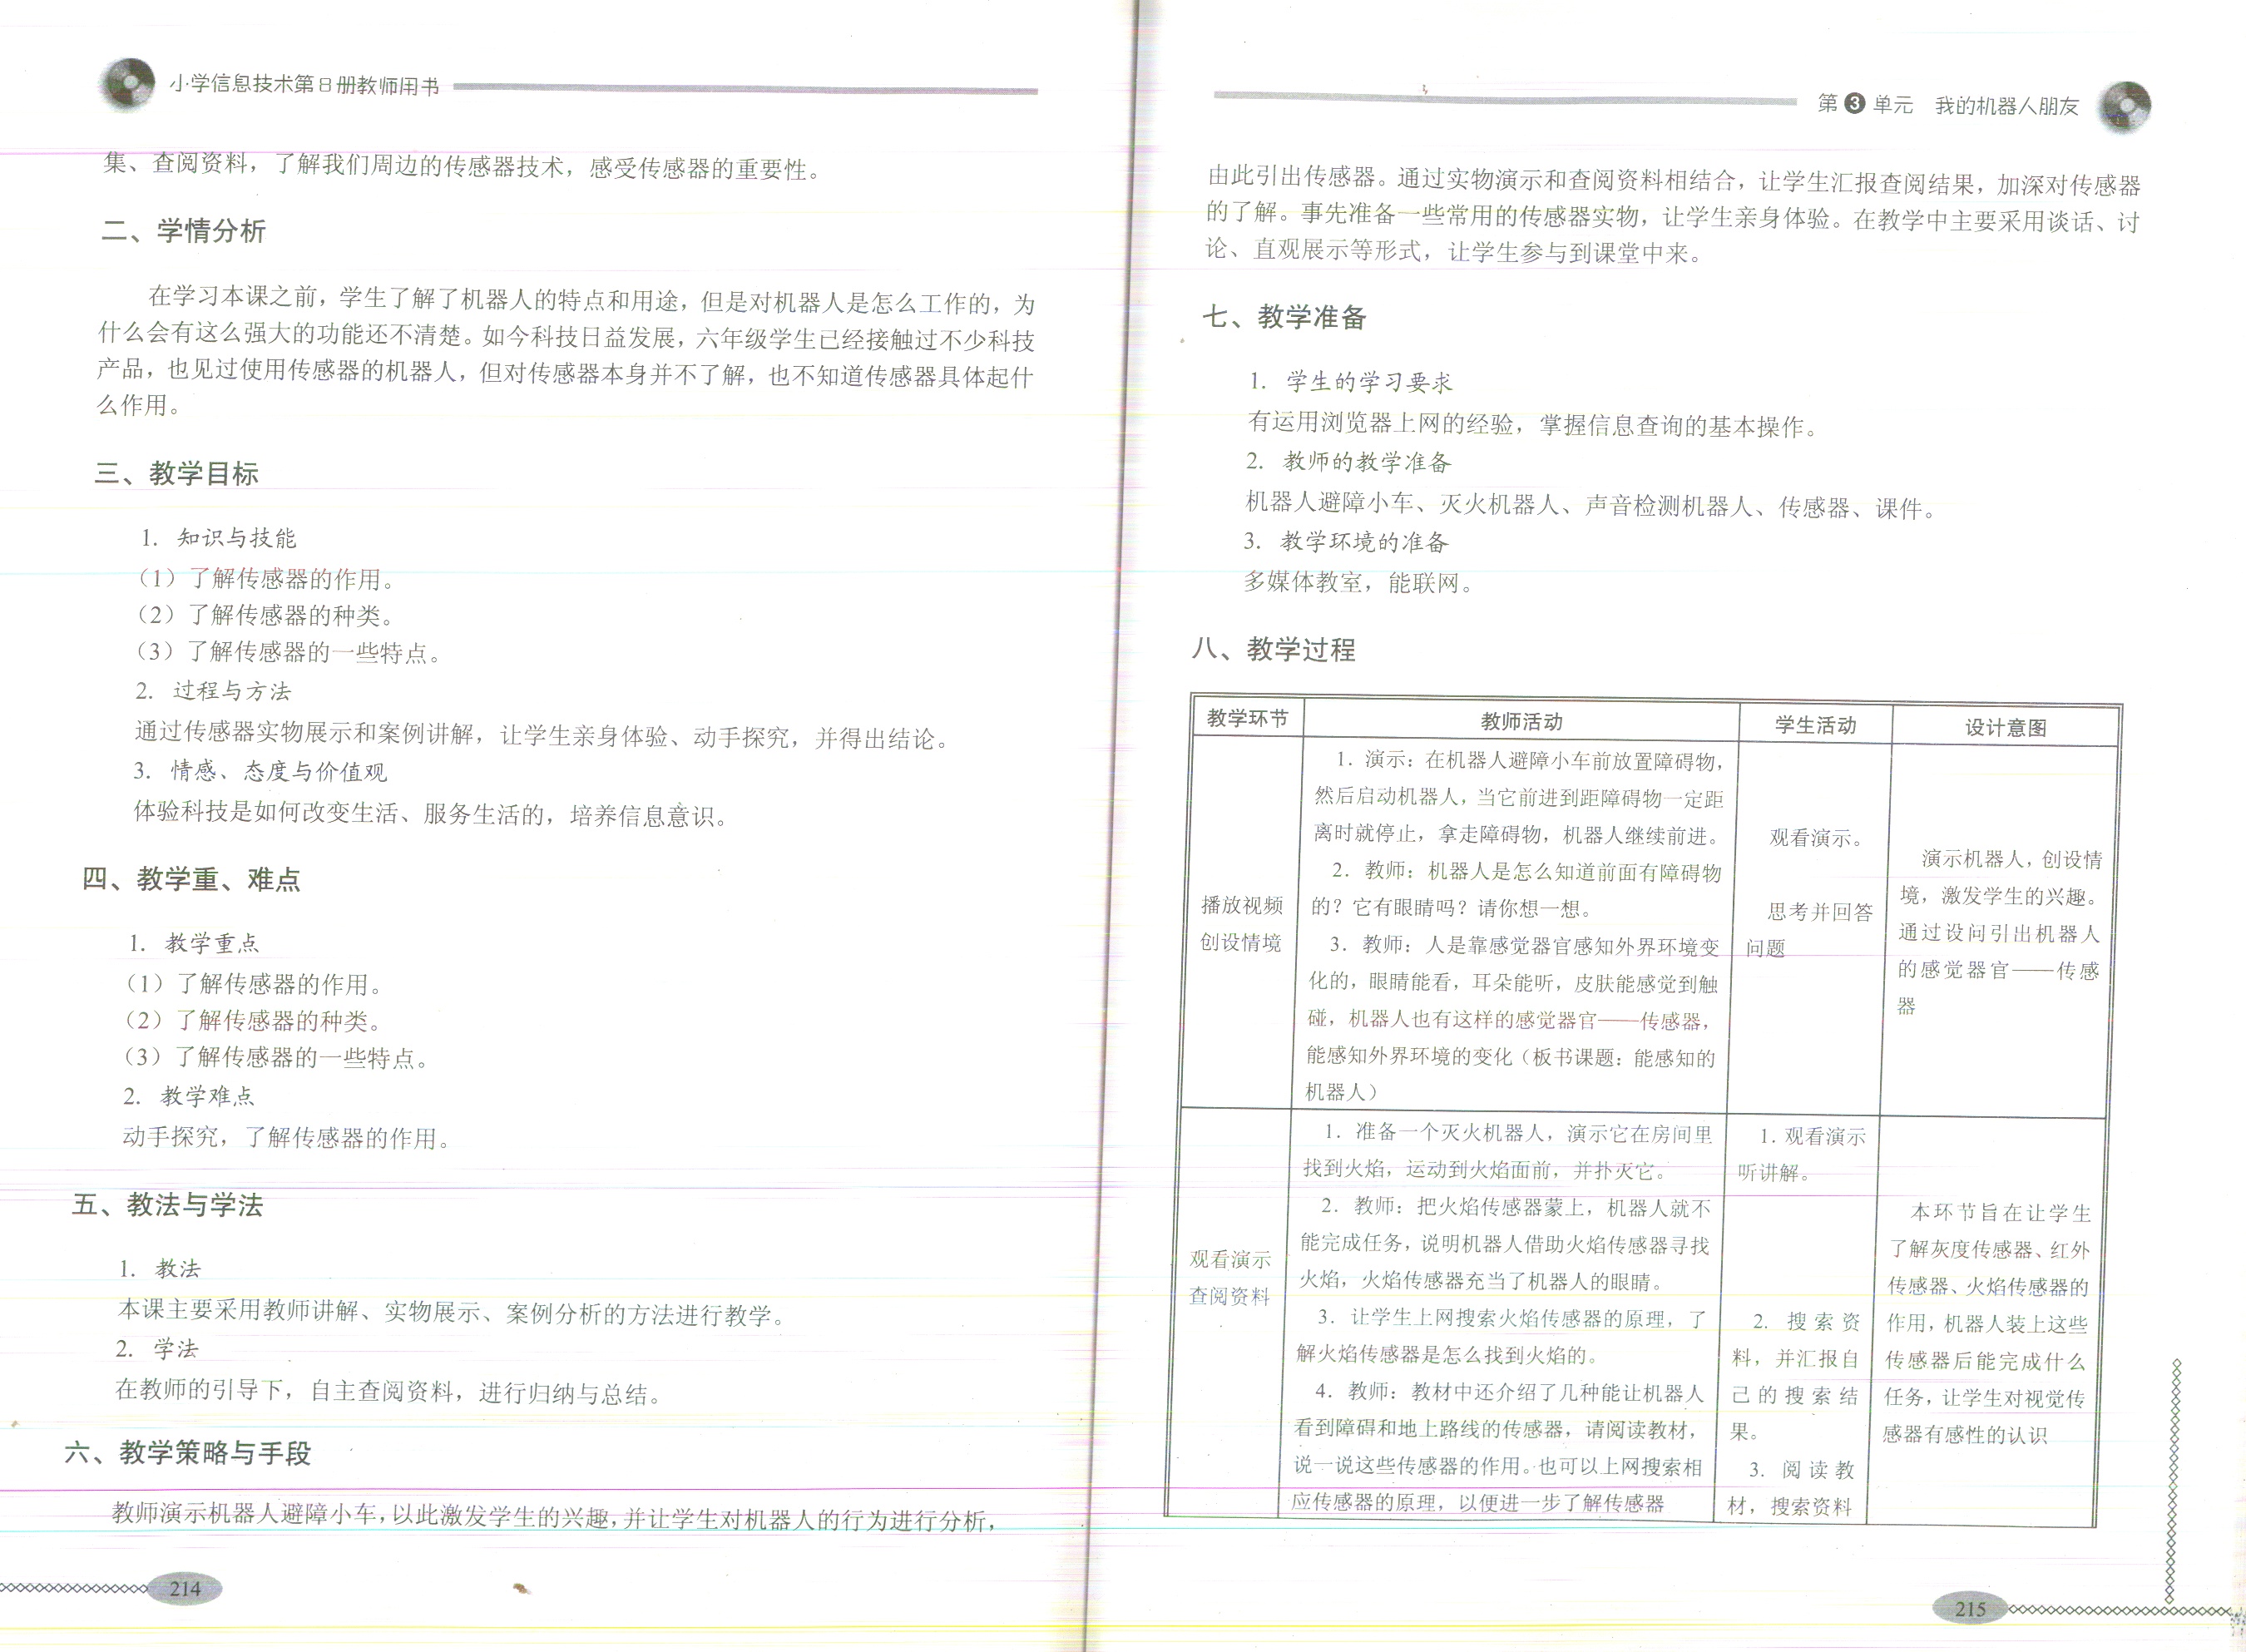 小学信息技术第8册教师用书
集、查阅资料，了解我们周边的传感器技术，感受传感器的重要性。
二、学情分析
在学习本课之前，学生了解了机器人的特点和用途，但是对机器人是怎么工作的，为
什么会有这么强大的功能还不清楚。如今科技日益发展，六年级学生已经接触过不少科技
产品，也见过使用传感器的机器人，但对传感器本身并不了解，也不知道传感器具体起什
么作用。
三、教学目标
1. 知识与技能
（1）了解传感器的作用。
（2）了解传感器的种类。
（3）了解传感器的一些特点。
2. 过程与方法
通过传感器实物展示和案例讲解，让学生亲身体验、动手探究，并得出结论。
3. 情感、态度与价值观
体验科技是如何改变生活、服务生活的，培养信息意识。
四、教学重、难点
1. 教学重点
（1）了解传感器的作用。
（2）了解传感器的种类。
（3）了解传感器的一些特点。
2. 教学难点
动手探究，了解传感器的作用。
五、教法与学法
1. 教法
本课主要采用教师讲解、实物展示、案例分析的方法进行教学。
2. 学法
在教师的引导下，自主查阅资料，进行归纳与总结。
六、教学策略与手段
教师演示机器人避障小车，以此激发学生的兴趣，并让学生对机器人的行为进行分析，
214
第3单元 我的机器人朋友
由此引出传感器。通过实物演示和查阅资料相结合，让学生汇报查阅结果，加深对传感器
的了解。事先准备一些常用的传感器实物，让学生亲身体验。在教学中主要采用谈话、讨
论、直观展示等形式，让学生参与到课堂中来。
七、教学准备
1. 学生的学习要求
有运用浏览器上网的经验，掌握信息查询的基本操作。
2. 教师的教学准备
机器人避障小车、灭火机器人、声音检测机器人、传感器、课件。
3. 教学环境的准备
多媒体教室，能联网。
八、教学过程
教学环节 教师活动 学生活动 设计意图
播放视频
创设情境
1. 演示：在机器人避障小车前放置障碍物，
然后启动机器人，当它前进到距障碍物一定距
离时就停止，拿走障碍物，机器人继续前进。
2. 教师：机器人是怎么知道前面有障碍物
的？它有眼睛吗？请你想一想。
3. 教师：人是靠感觉器官感知外界环境变
化的，眼睛能看，耳朵能听，皮肤能感觉到触
碰，机器人也有这样的感觉器官——传感器，
能感知外界环境的变化（板书课题：能感知的
机器人）
观看演示。
思考并回答
问题
演示机器人，创设情
境，激发学生的兴趣。
通过设问引出机器人
的感觉器官——传感
器
观看演示
查阅资料
1. 准备一个灭火机器人，演示它在房间里
找到火焰，运动到火焰面前，并扑灭它。
2. 教师：把火焰传感器蒙上，机器人就不
能完成任务，说明机器人借助火焰传感器寻找
火焰，火焰传感器充当了机器人的眼睛。
3. 让学生上网搜索火焰传感器的原理，了
解火焰传感器是怎么找到火焰的。
4. 教师：教材中还介绍了几种能让机器人
看到障碍和地上路线的传感器，请阅读教材，
说一说这些传感器的作用。也可以上网搜索相
应传感器的原理，以便进一步了解传感器
1. 观看演示
听讲解。
2. 搜索资
料，并汇报自
己的搜索结
果。
3. 阅读教
材，搜索资料
本环节旨在让学生
了解灰度传感器、红外
传感器、火焰传感器的
作用，机器人装上这些
传感器后能完成什么
任务，让学生对视觉传
感器有感性的认识
215